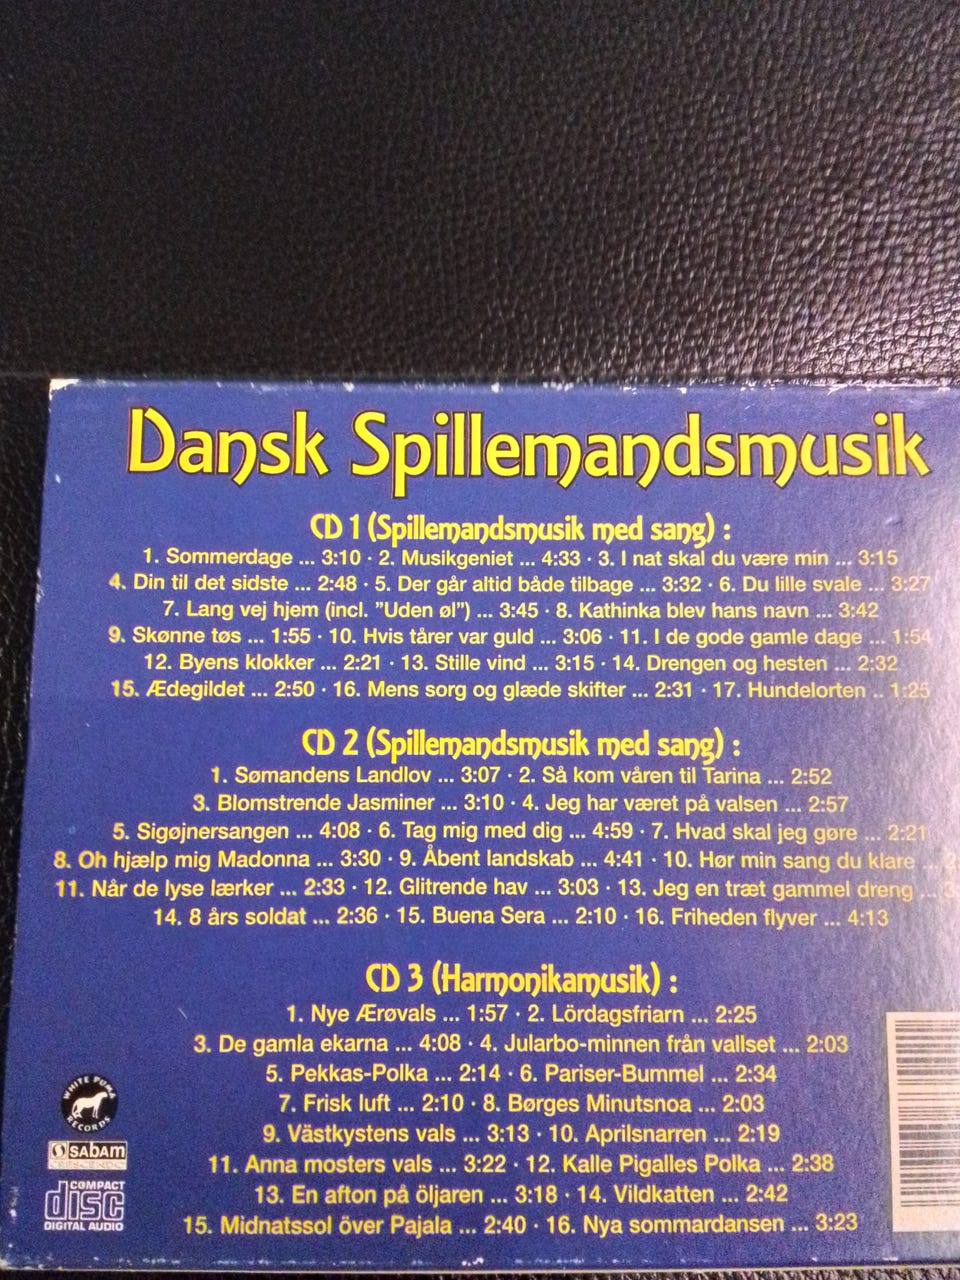 Dansk Spillemandsmusik
CD 1 (Spillemandsmusik med sang) :
1. Sommerdage ... 3:10 · 2. Musikgeniet ... 4:33 · 3. I nat skal du være min ... 3:15
4. Din til det sidste ... 2:48 · 5. Der går altid både tilbage ... 3:32 · 6. Du lille svale ... 3:27
7. Lang vej hjem (incl. ”Uden øl”) ... 3:45 · 8. Kathinka blev hans navn ... 3:42
9. Skønne tøs ... 1:55 · 10. Hvis tårer var guld ... 3:06 · 11. I de gode gamle dage ... 1:54
12. Byens klokker ... 2:21 · 13. Stille vind ... 3:15 · 14. Drengen og hesten ... 2:32
15. Ædegildet ... 2:50 · 16. Mens sorg og glæde skifter ... 2:31 · 17. Hundelorten .. 1:25
CD 2 (Spillemandsmusik med sang) :
1. Sømandens Landlov ... 3:07 · 2. Så kom våren til Tarina ... 2:52
3. Blomstrende Jasminer ... 3:10 · 4. Jeg har været på valsen ... 2:57
5. Sigøjnersangen ... 4:08 · 6. Tag mig med dig ... 4:59 · 7. Hvad skal jeg gøre ... 2:21
8. Oh hjælp mig Madonna ... 3:30 · 9. Åbent landskab ... 4:41 · 10. Hør min sang du klare ...
11. Når de lyse lærker ... 2:33 · 12. Glitrende hav ... 3:03 · 13. Jeg en træt gammel dreng ...
14. 8 års soldat ... 2:36 · 15. Buena Sera ... 2:10 · 16. Friheden flyver ... 4:13
CD 3 (Harmonikamusik) :
1. Nye Ærøvals ... 1:57 · 2. Lördagsfriarn ... 2:25
3. De gamla ekarna ... 4:08 · 4. Jularbo-minnen från vallset ... 2:03
5. Pekkas-Polka ... 2:14 · 6. Pariser-Bummel ... 2:34
7. Frisk luft ... 2:10 · 8. Børges Minutsnoa ... 2:03
9. Västkystens vals ... 3:13 · 10. Aprilsnarren ... 2:19
11. Anna mosters vals ... 3:22 · 12. Kalle Pigalles Polka ... 2:38
13. En afton på öljaren ... 3:18 · 14. Vildkatten ... 2:42
15. Midnatssol över Pajala ... 2:40 · 16. Nya sommardansen ... 3:23
WHITE PUMA RECORDS
sabam
COMPACT
disc
DIGITAL AUDIO